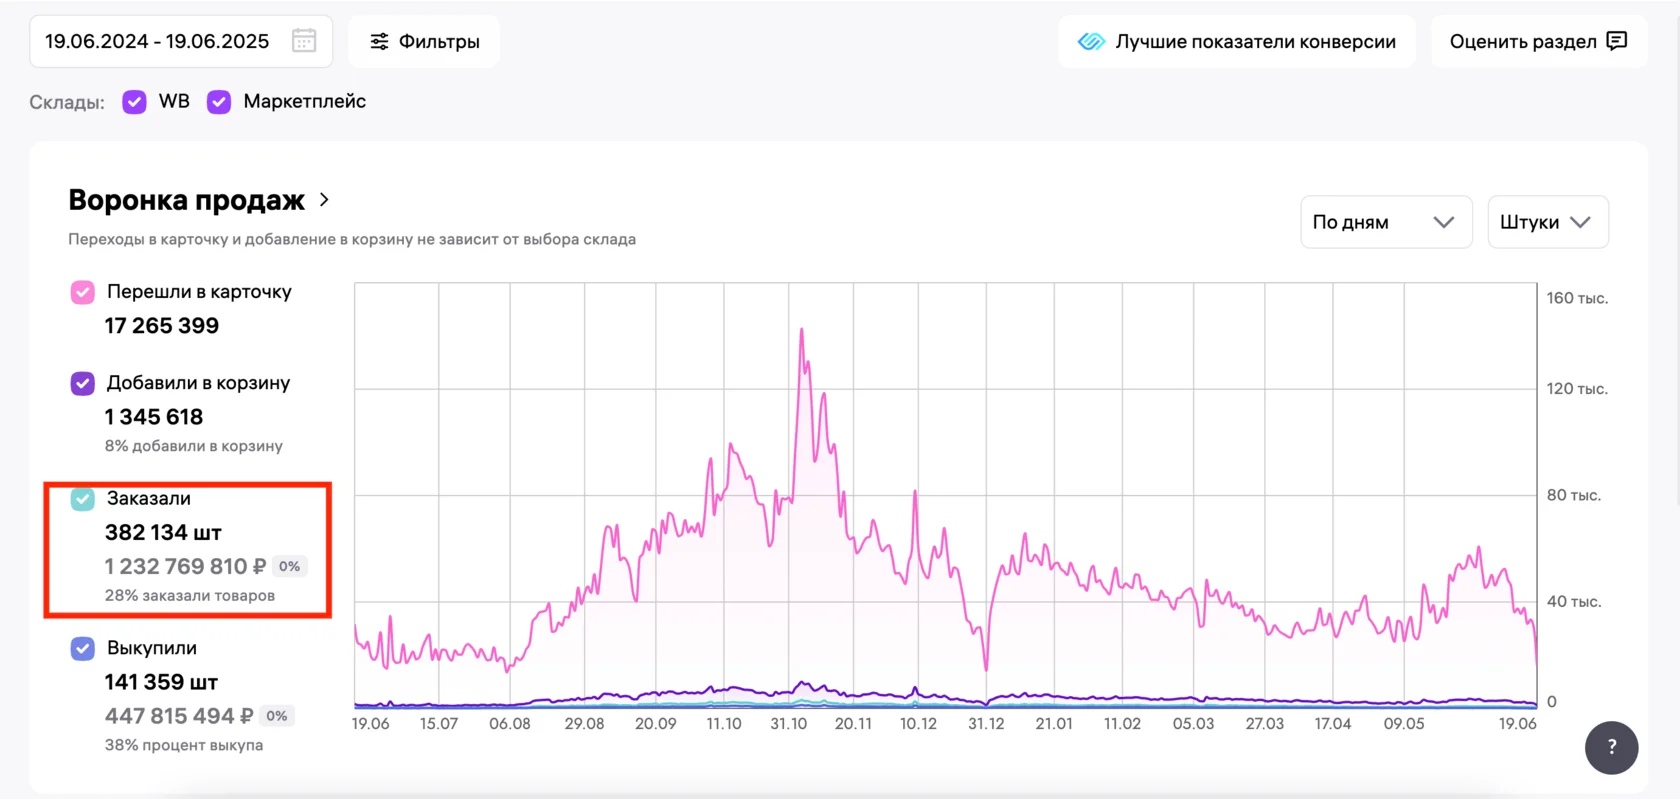 19.06.2024 - 19.06.2025
Фильтры
Лучшие показатели конверсии
Оценить раздел
Склады: WB Маркетплейс
Воронка продаж >
Переходы в карточку и добавление в корзину не зависит от выбора склада
По дням
Штуки
Перешли в карточку
17 265 399
Добавили в корзину
1 345 618
8% добавили в корзину
Заказали
382 134 шт
1 232 769 810 ₽ 0%
28% заказали товаров
Выкупили
141 359 шт
447 815 494 ₽ 0%
38% процент выкупа
160 тыс.
120 тыс.
80 тыс.
40 тыс.
0
19.06 15.07 06.08 29.08 20.09 11.10 31.10 20.11 10.12 31.12 21.01 11.02 05.03 27.03 17.04 09.05 19.06
?